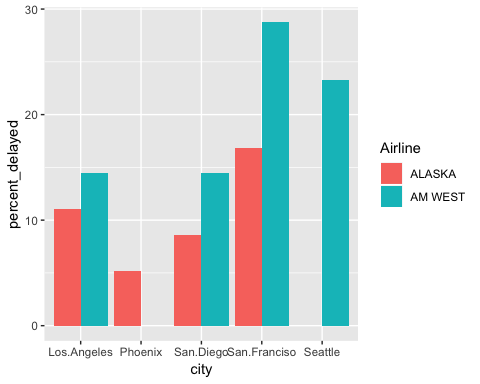 30
20
10
0
percent_delayed
Los.Angeles Phoenix San.Diego San.Franciso Seattle
city
Airline
ALASKA
AM WEST